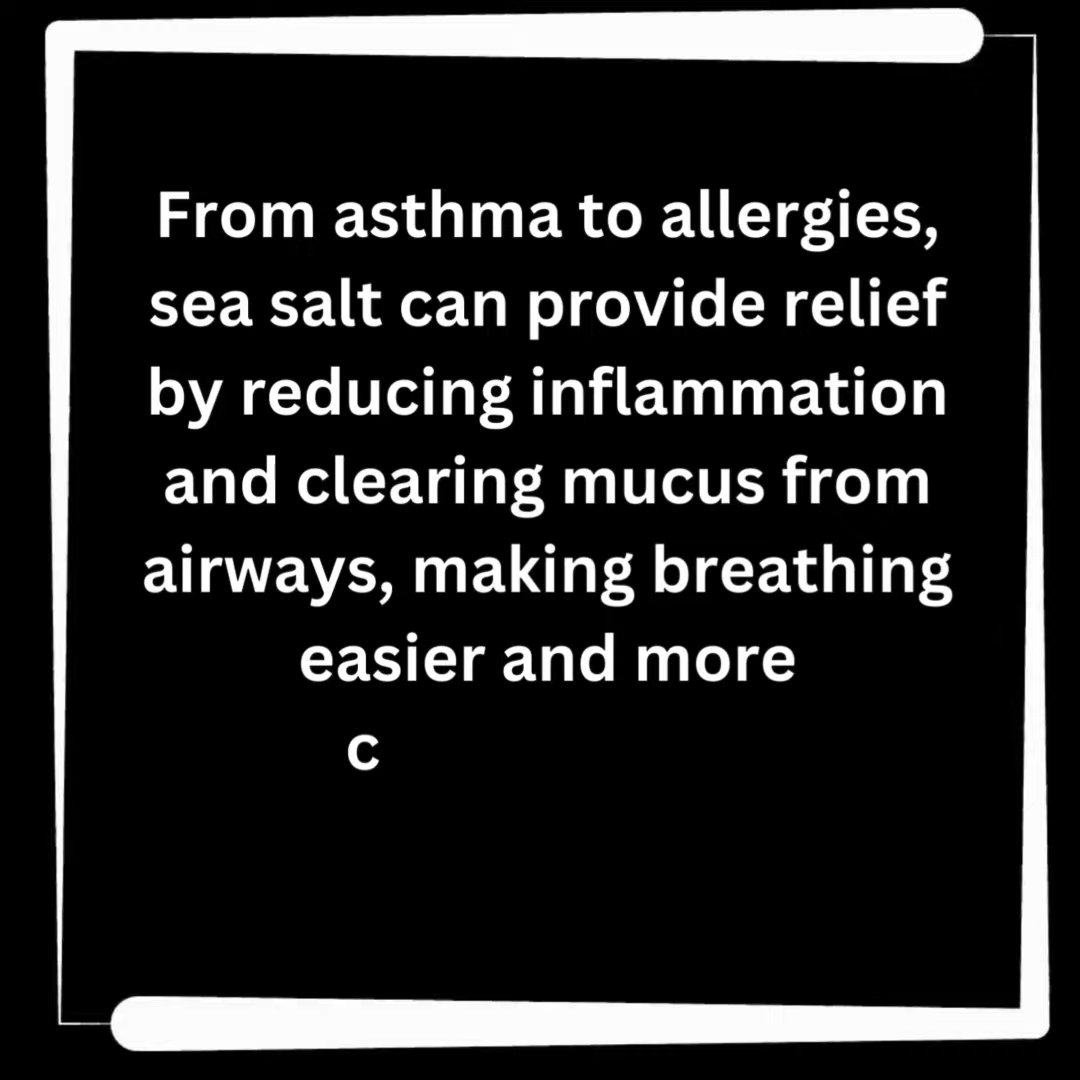 From asthma to allergies,
sea salt can provide relief
by reducing inflammation
and clearing mucus from
airways, making breathing
easier and more
c